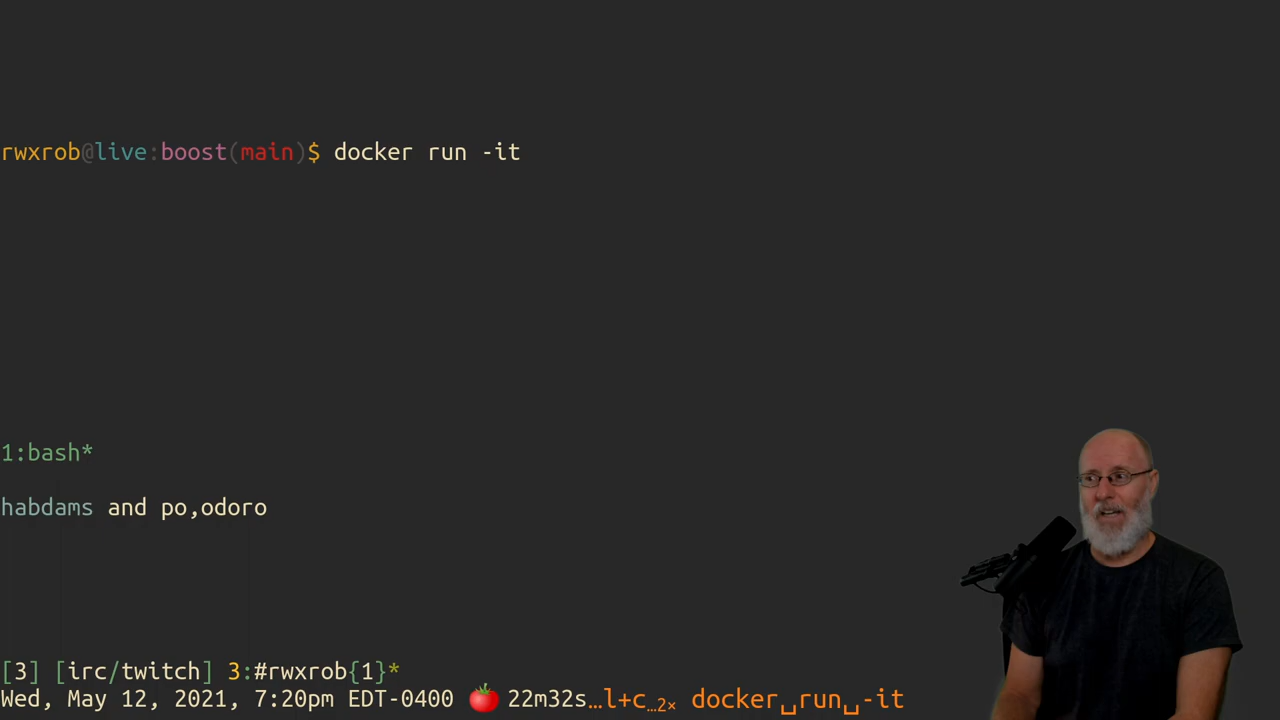 rwxrob@live:boost(main)$ docker run -it
1:bash*
habdams and po,odoro
[3] [irc/twitch] 3:#rwxrob{1}*
Wed, May 12, 2021, 7:20pm EDT-0400 🍅 22m32s…l+c…₂ₓ docker␣run␣-it